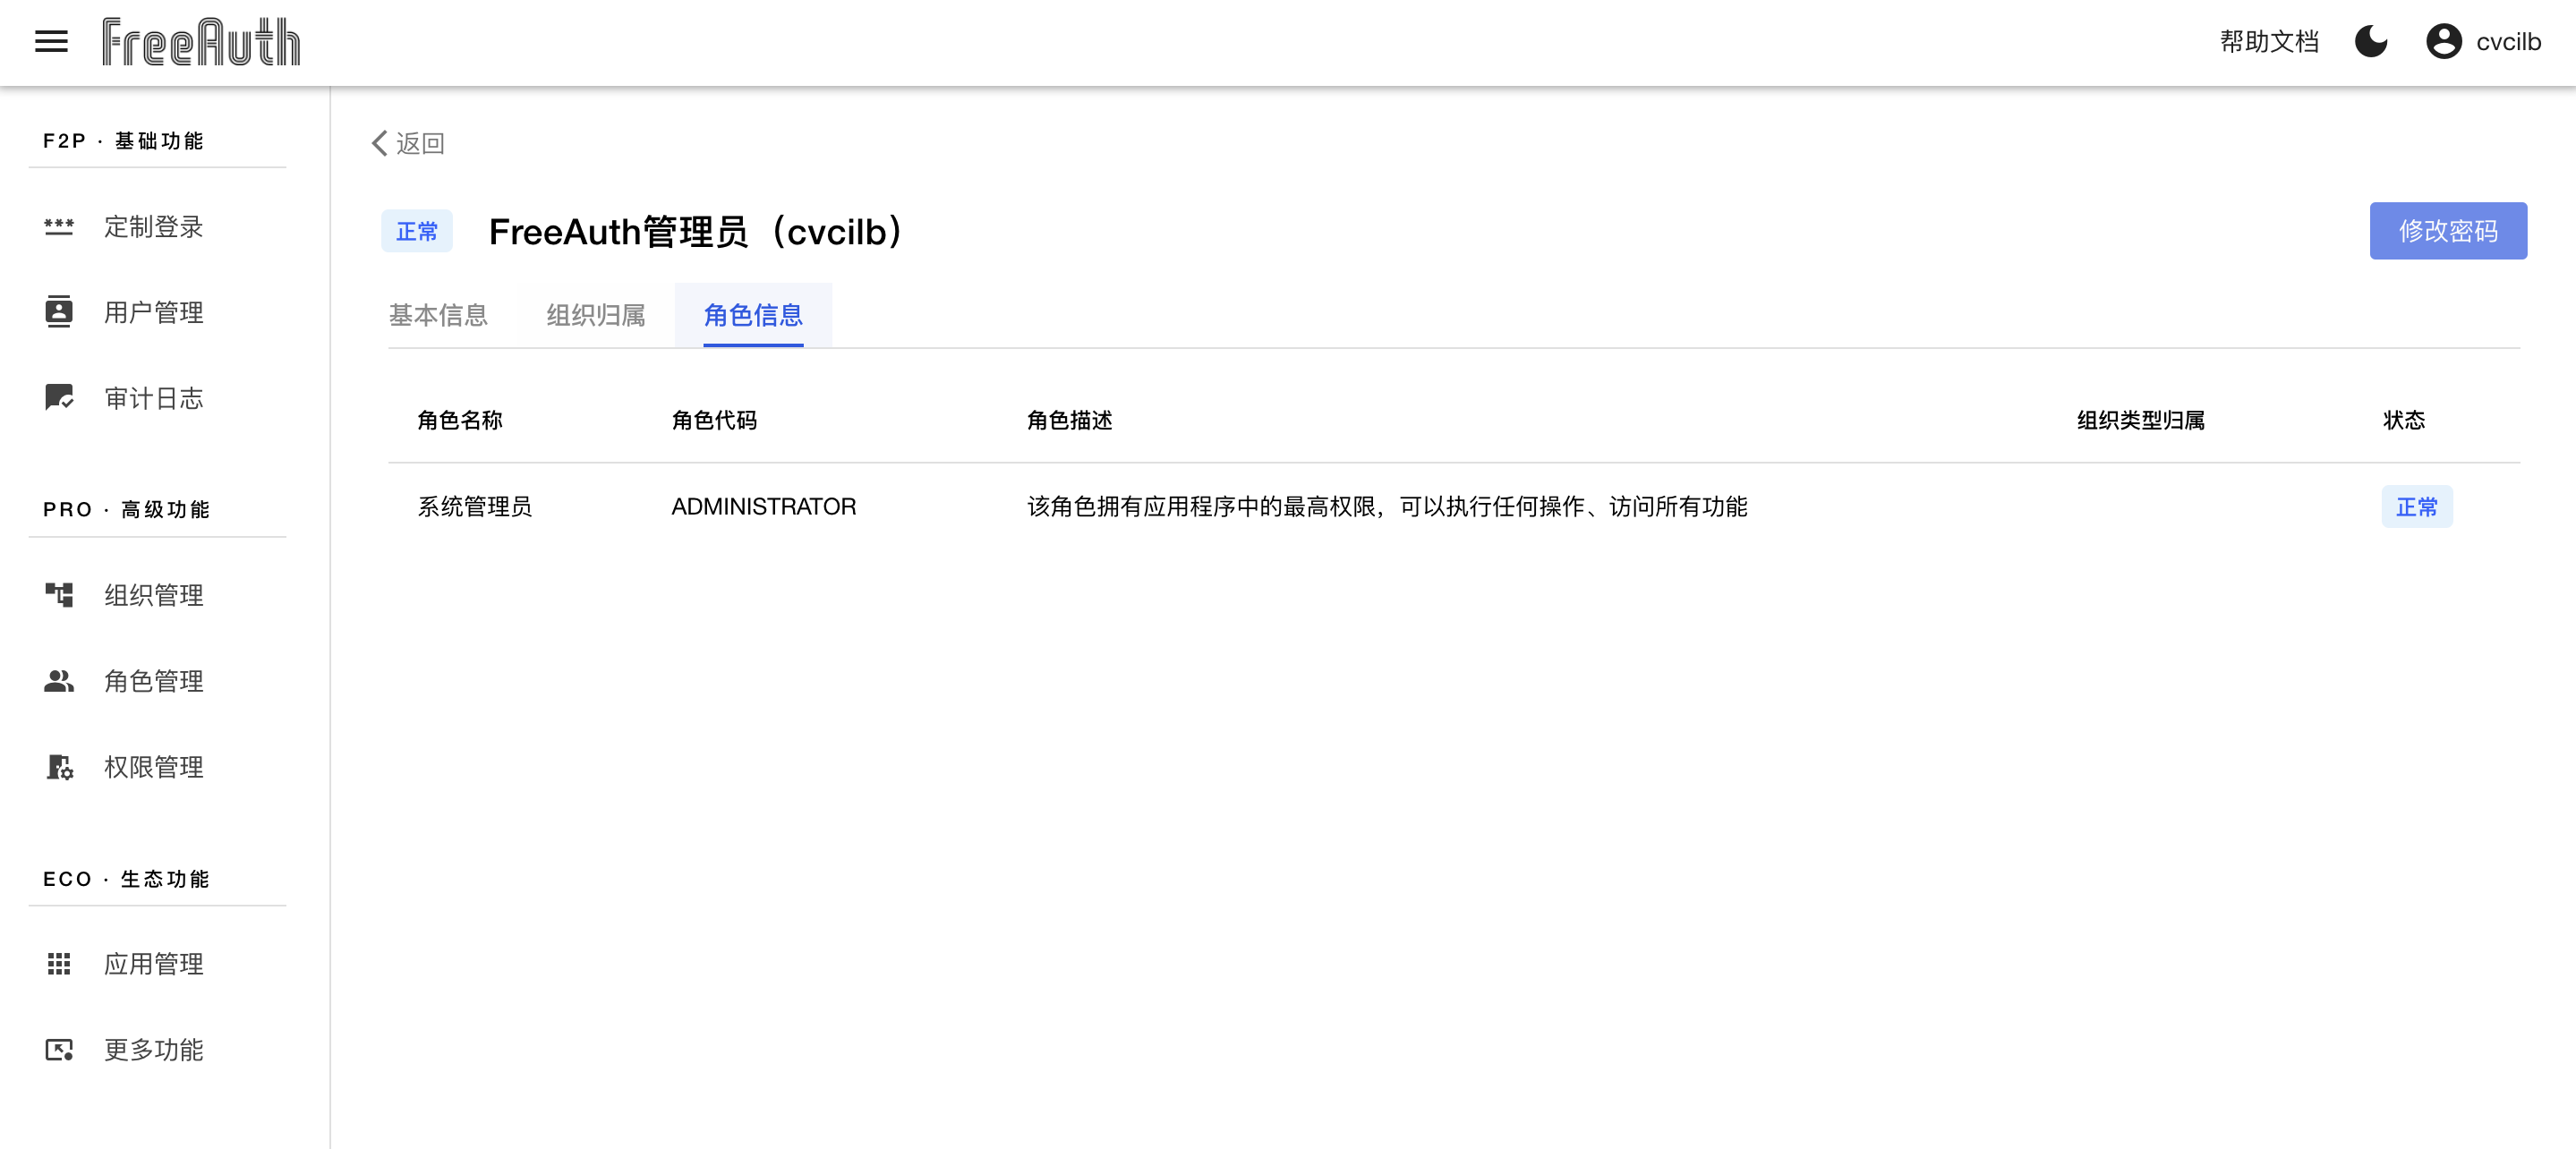 FreeAuth
帮助文档
cvcilb
F2P · 基础功能
定制登录
用户管理
审计日志
PRO · 高级功能
组织管理
角色管理
权限管理
ECO · 生态功能
应用管理
更多功能
返回
正常
FreeAuth管理员（cvcilb）
修改密码
基本信息 组织归属 角色信息
角色名称 角色代码 角色描述 组织类型归属 状态
系统管理员 ADMINISTRATOR 该角色拥有应用程序中的最高权限，可以执行任何操作、访问所有功能 正常